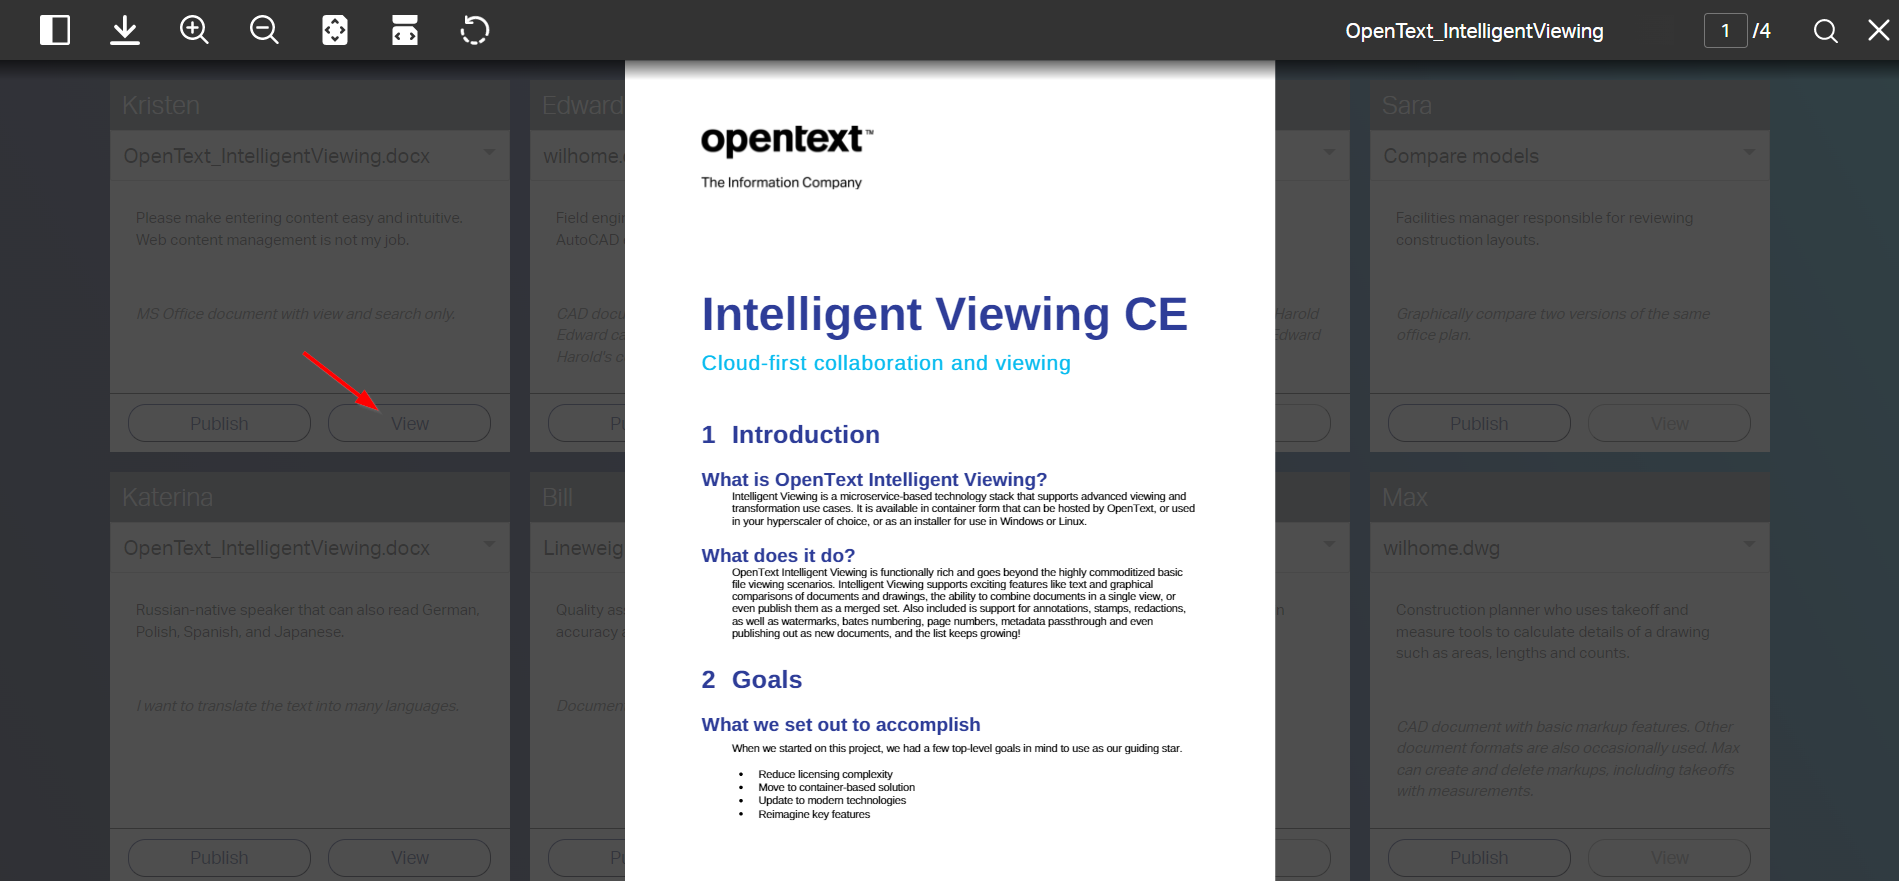 OpenText_IntelligentViewing
1 /4
Kristen
OpenText_IntelligentViewing.docx
Please make entering content easy and intuitive.
Web content management is not my job.
MS Office document with view and search only.
Publish
View
Edward
wilhome.
Field engi
AutoCAD
CAD docu
Edward ca
Harold's c
Pu
opentext™
The Information Company
Intelligent Viewing CE
Cloud-first collaboration and viewing
1 Introduction
What is OpenText Intelligent Viewing?
Intelligent Viewing is a microservice-based technology stack that supports advanced viewing and
transformation use cases. It is available in container form that can be hosted by OpenText, or used
in your hyperscaler of choice, or as an installer for use in Windows or Linux.
What does it do?
OpenText Intelligent Viewing is functionally rich and goes beyond the highly commoditized basic
file viewing scenarios. Intelligent Viewing supports exciting features like text and graphical
comparisons of documents and drawings, the ability to combine documents in a single view, or
even publish them as a merged set. Also included is support for annotations, stamps, redactions,
as well as watermarks, bates numbering, page numbers, metadata passthrough and even
publishing out as new documents, and the list keeps growing!
2 Goals
What we set out to accomplish
When we started on this project, we had a few top-level goals in mind to use as our guiding star.
• Reduce licensing complexity
• Move to container-based solution
• Update to modern technologies
• Reimagine key features
Harold
Edward
Sara
Compare models
Facilities manager responsible for reviewing
construction layouts.
Graphically compare two versions of the same
office plan.
Publish
View
Katerina
OpenText_IntelligentViewing.docx
Russian-native speaker that can also read German,
Polish, Spanish, and Japanese.
I want to translate the text into many languages.
Publish
View
Bill
Lineweig
Quality as
accuracy
Documen
Pu
n
Max
wilhome.dwg
Construction planner who uses takeoff and
measure tools to calculate details of a drawing
such as areas, lengths and counts.
CAD document with basic markup features. Other
document formats are also occasionally used. Max
can create and delete markups, including takeoffs
with measurements.
Publish
View